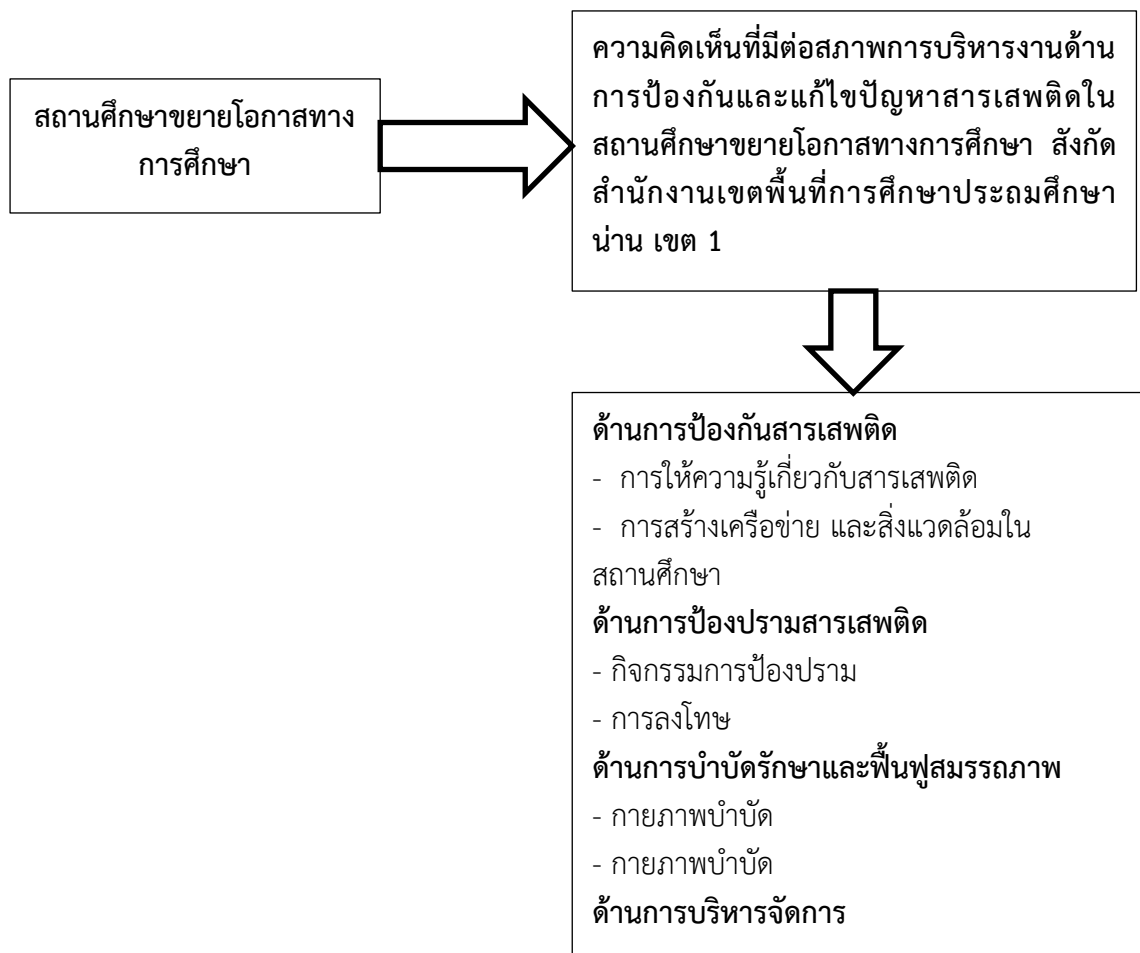 สถานศึกษาขยายโอกาสทาง
การศึกษา
ความคิดเห็นที่มีต่อสภาพการบริหารงานด้าน
การป้องกันและแก้ไขปัญหาสารเสพติดใน
สถานศึกษาขยายโอกาสทางการศึกษา สังกัด
สำนักงานเขตพื้นที่การศึกษาประถมศึกษา
น่าน เขต 1
ด้านการป้องกันสารเสพติด
- การให้ความรู้เกี่ยวกับสารเสพติด
- การสร้างเครือข่าย และสิ่งแวดล้อมใน
สถานศึกษา
ด้านการป้องปรามสารเสพติด
- กิจกรรมการป้องปราม
- การลงโทษ
ด้านการบำบัดรักษาและฟื้นฟูสมรรถภาพ
- กายภาพบำบัด
- กายภาพบำบัด
ด้านการบริหารจัดการ